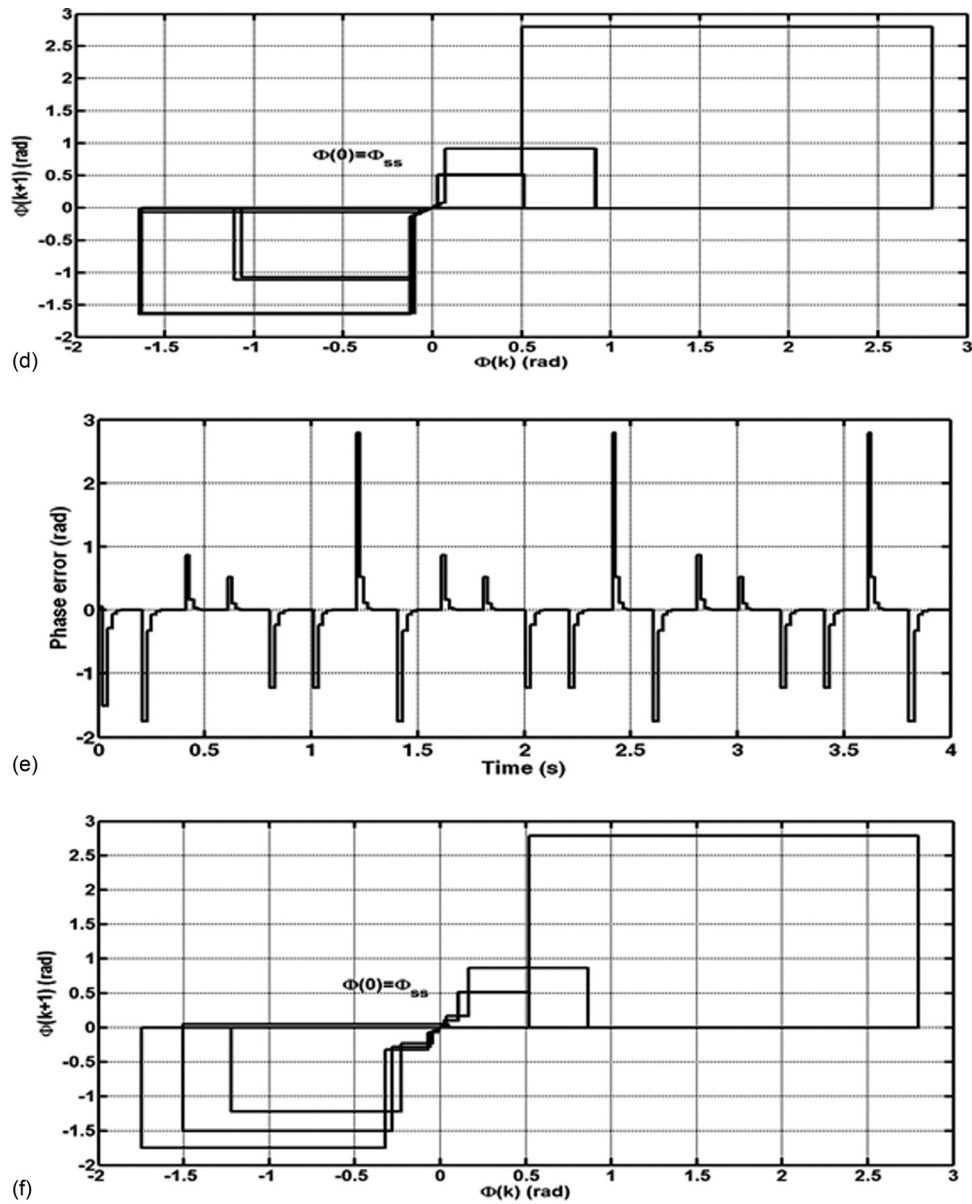 3
2.5
2
1.5
1
0.5
0
-0.5
-1
-1.5
-2
Φ(k+1) (rad)
Φ(0)=Φss
-2 -1.5 -1 -0.5 0 0.5 1 1.5 2 2.5 3
Φ(k) (rad)
(d)
3
2
1
0
-1
-2
Phase error (rad)
0 0.5 1 1.5 2 2.5 3 3.5 4
Time (s)
(e)
3
2.5
2
1.5
1
0.5
0
-0.5
-1
-1.5
-2
Φ(k+1) (rad)
Φ(0)=Φss
-2 -1.5 -1 -0.5 0 0.5 1 1.5 2 2.5 3
Φ(k) (rad)
(f)